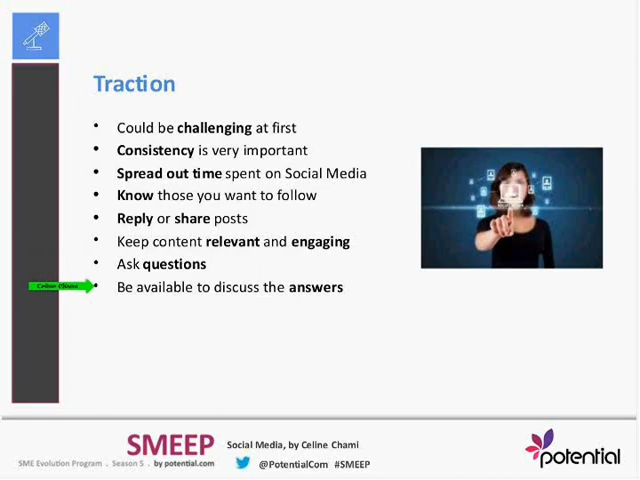 Traction
• Could be challenging at first
• Consistency is very important
• Spread out time spent on Social Media
• Know those you want to follow
• Reply or share posts
• Keep content relevant and engaging
• Ask questions
Celine Chami
• Be available to discuss the answers
SMEEP
Social Media, by Celine Chami
SME Evolution Program . Season 5 . by potential.com
@PotentialCom #SMEEP
potential